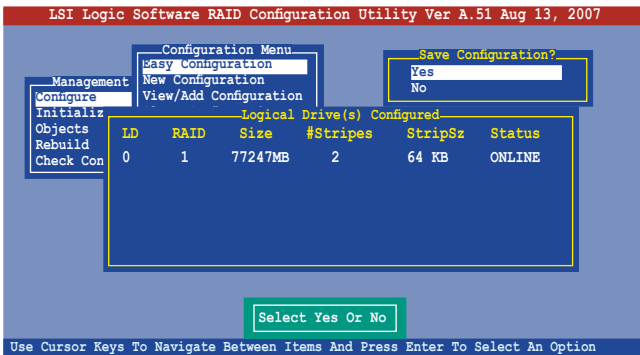 LSI Logic Software RAID Configuration Utility Ver A.51 Aug 13, 2007
Configuration Menu
Easy Configuration
New Configuration
View/Add Configuration
Save Configuration?
Yes
No
Management
Configure
Initializ
Objects
Rebuild
Check Con
Logical Drive(s) Configured
LD RAID Size #Stripes StripSz Status
0 1 77247MB 2 64 KB ONLINE
Select Yes Or No
Use Cursor Keys To Navigate Between Items And Press Enter To Select An Option